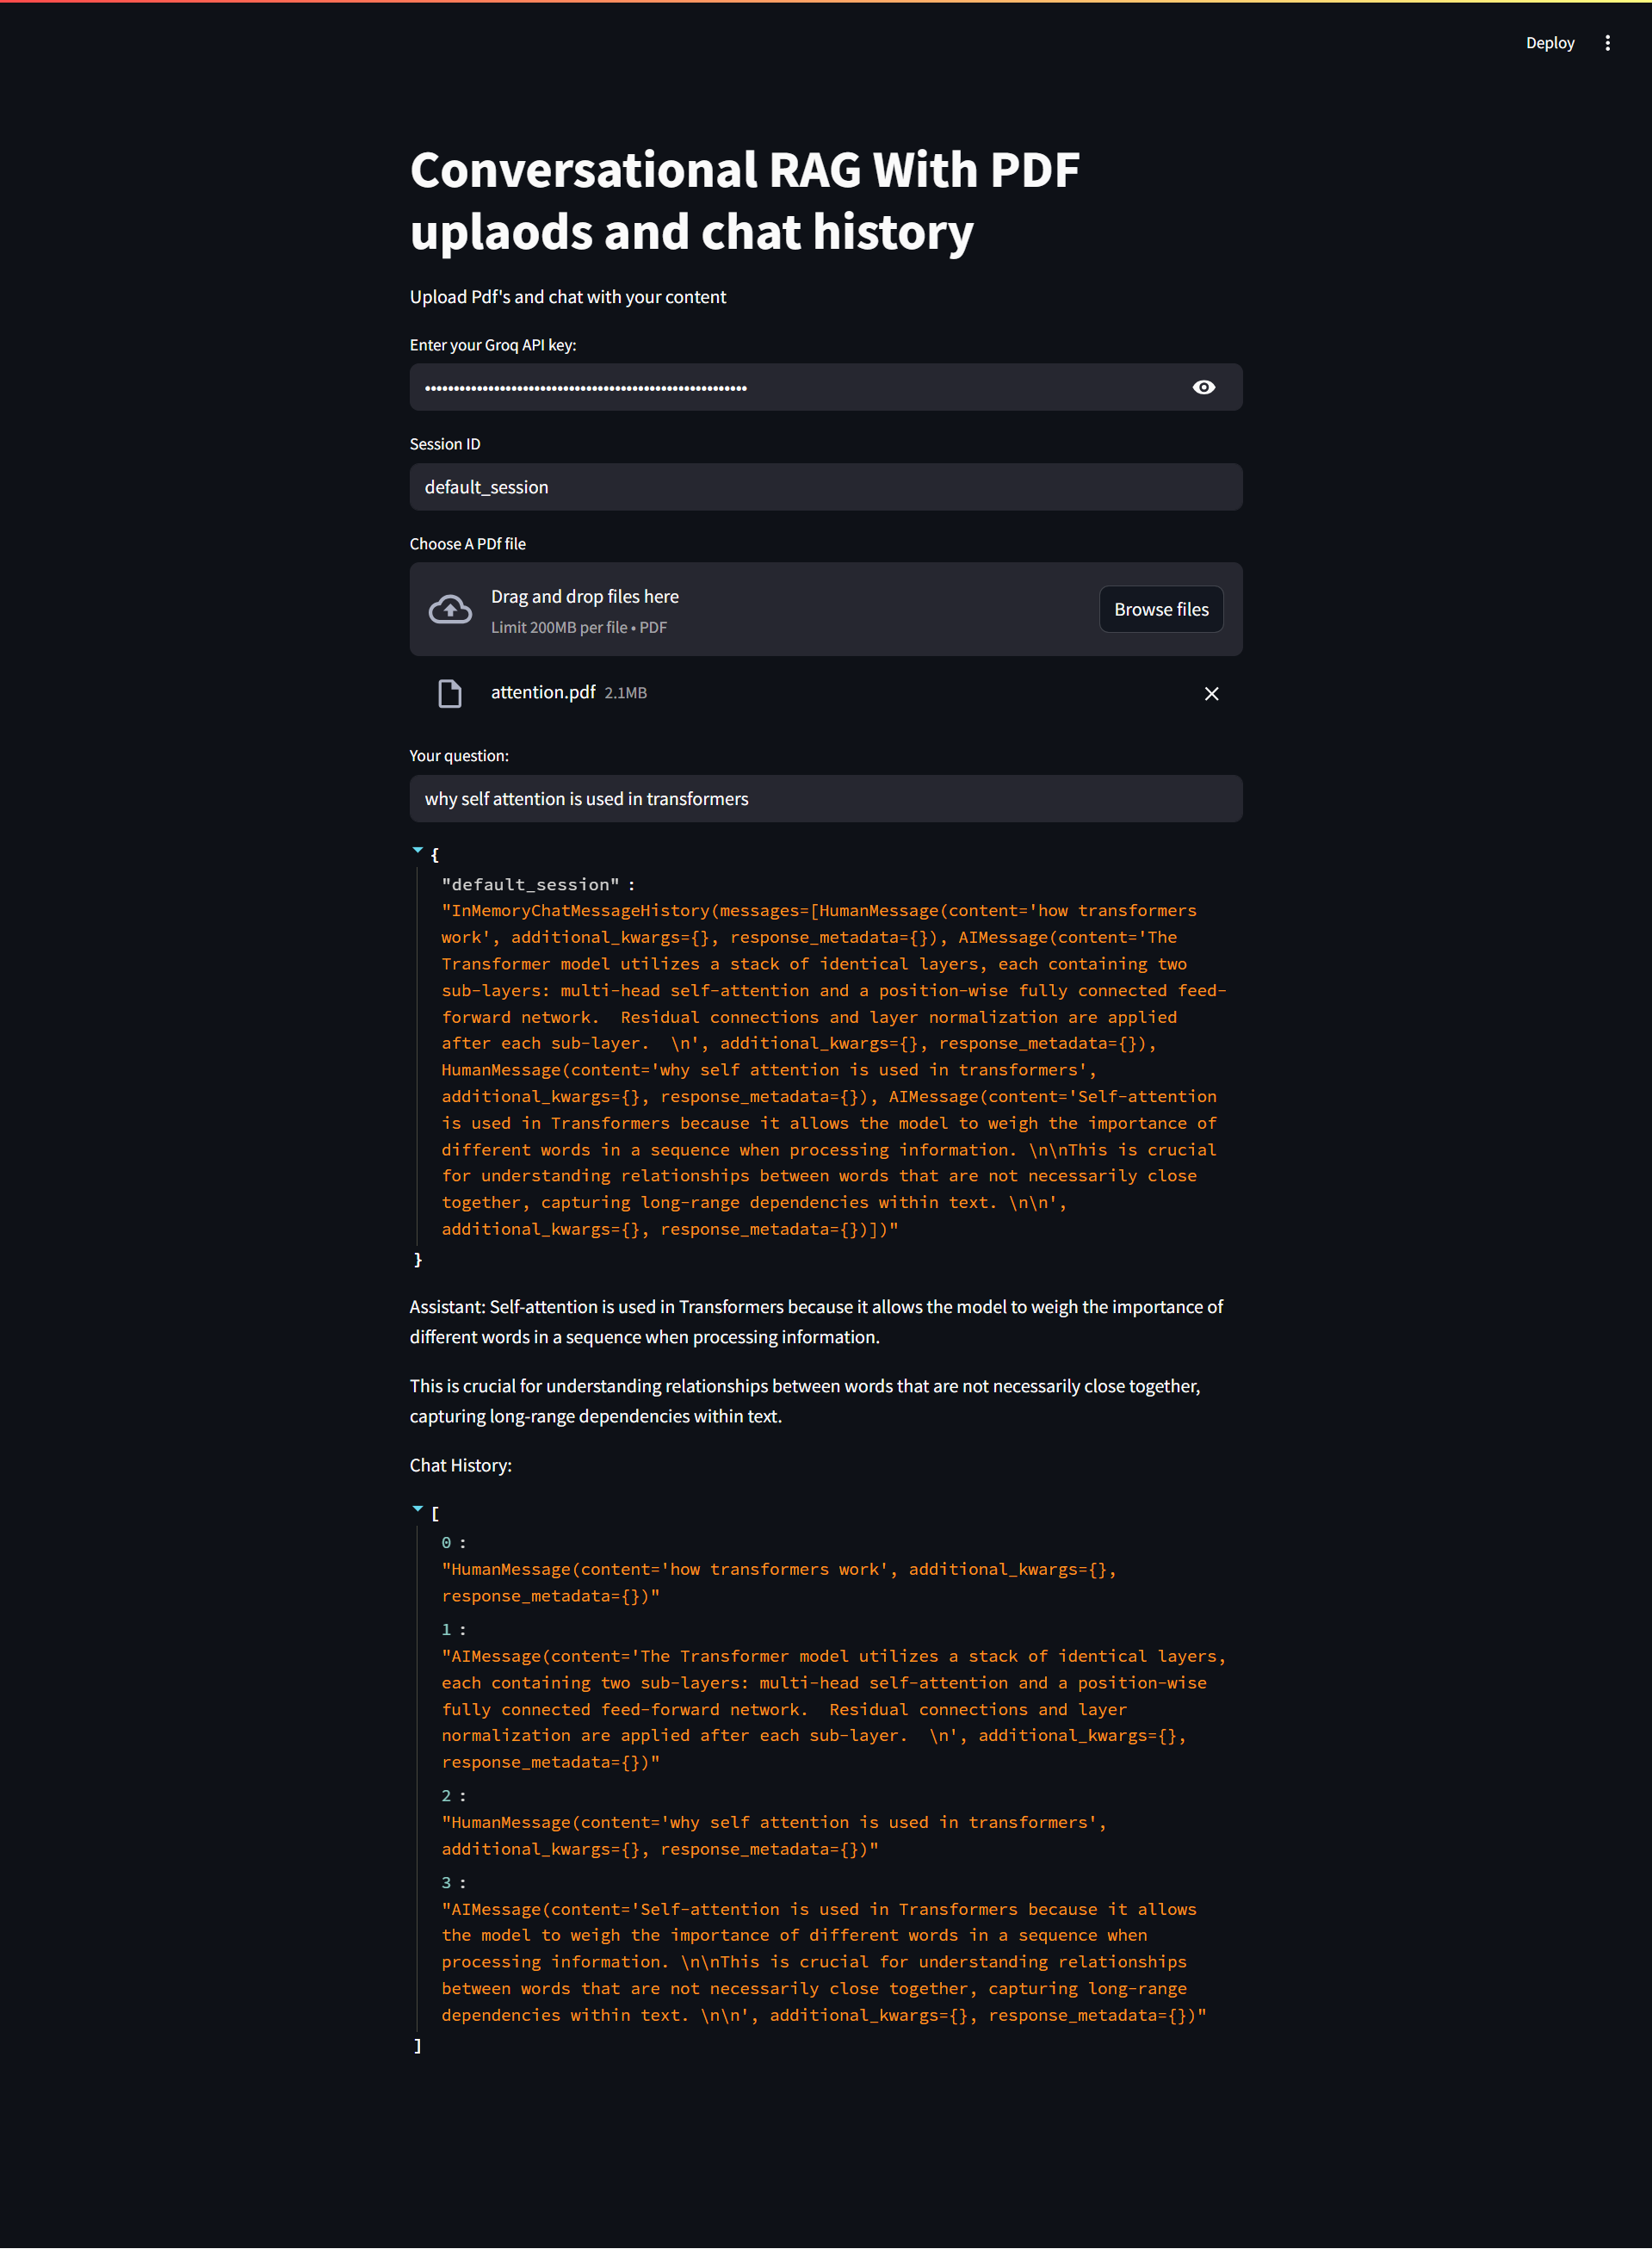 Deploy
Conversational RAG With PDF
uplaods and chat history
Upload Pdf's and chat with your content
Enter your Groq API key:
••••••••••••••••••••••••••••••••••••••••••••••••••••••••
Session ID
default_session
Choose A PDf file
Drag and drop files here
Limit 200MB per file • PDF
Browse files
attention.pdf 2.1MB
Your question:
why self attention is used in transformers
{
"default_session" :
"InMemoryChatMessageHistory(messages=[HumanMessage(content='how transformers
work', additional_kwargs={}, response_metadata={}), AIMessage(content='The
Transformer model utilizes a stack of identical layers, each containing two
sub-layers: multi-head self-attention and a position-wise fully connected feed-
forward network.  Residual connections and layer normalization are applied
after each sub-layer.  \n', additional_kwargs={}, response_metadata={}),
HumanMessage(content='why self attention is used in transformers',
additional_kwargs={}, response_metadata={}), AIMessage(content='Self-attention
is used in Transformers because it allows the model to weigh the importance of
different words in a sequence when processing information. \n\nThis is crucial
for understanding relationships between words that are not necessarily close
together, capturing long-range dependencies within text. \n\n',
additional_kwargs={}, response_metadata={})])"
}
Assistant: Self-attention is used in Transformers because it allows the model to weigh the importance of
different words in a sequence when processing information.
This is crucial for understanding relationships between words that are not necessarily close together,
capturing long-range dependencies within text.
Chat History:
[
0 :
"HumanMessage(content='how transformers work', additional_kwargs={},
response_metadata={})"
1 :
"AIMessage(content='The Transformer model utilizes a stack of identical layers,
each containing two sub-layers: multi-head self-attention and a position-wise
fully connected feed-forward network.  Residual connections and layer
normalization are applied after each sub-layer.  \n', additional_kwargs={},
response_metadata={})"
2 :
"HumanMessage(content='why self attention is used in transformers',
additional_kwargs={}, response_metadata={})"
3 :
"AIMessage(content='Self-attention is used in Transformers because it allows
the model to weigh the importance of different words in a sequence when
processing information. \n\nThis is crucial for understanding relationships
between words that are not necessarily close together, capturing long-range
dependencies within text. \n\n', additional_kwargs={}, response_metadata={})"
]